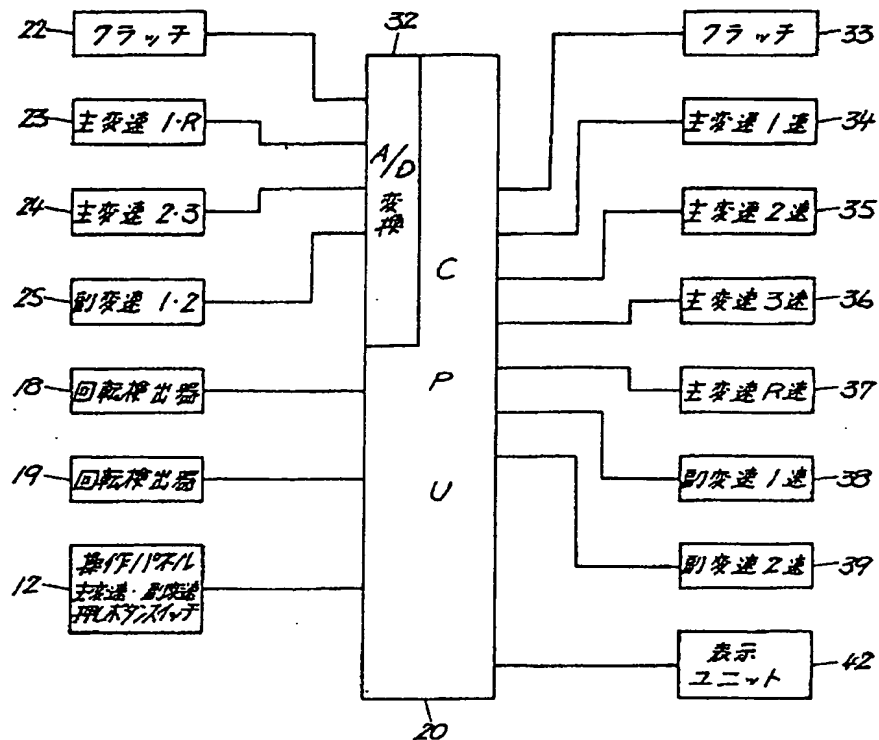 22 クラッチ
23 主変速 1・R
24 主変速 2・3
25 副変速 1・2
18 回転検出器
19 回転検出器
12 操作パネル
主変速・副変速
押しボタンスイッチ
32
A/D
変換
CPU
20
クラッチ 33
主変速 1速 34
主変速 2速 35
主変速 3速 36
主変速 R速 37
副変速 1速 38
副変速 2速 39
表示
ユニット 42